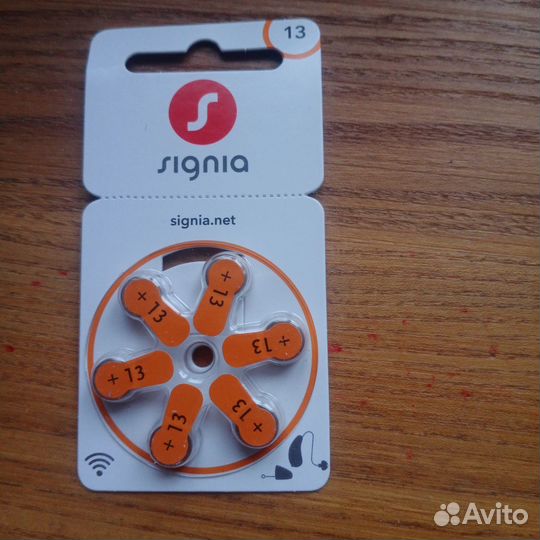 13
signia
signia.net
+ 13
+ 13
+ 13
+ 13
+ 13
+ 13
Avito